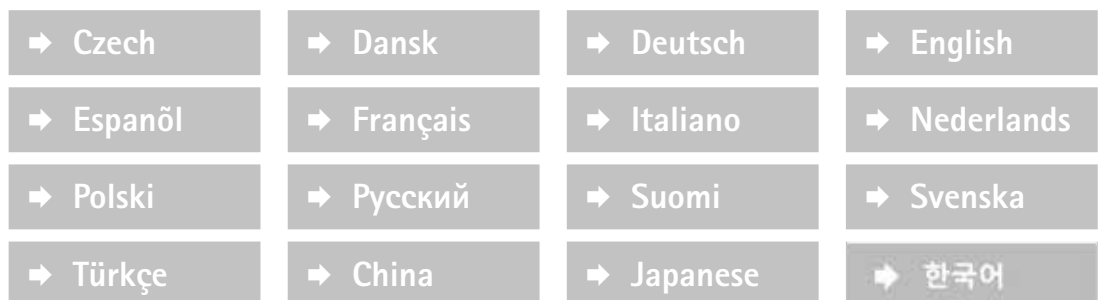 Czech Dansk Deutsch English
Espanõl Français Italiano Nederlands
Polski Русский Suomi Svenska
Türkçe China Japanese 한국어